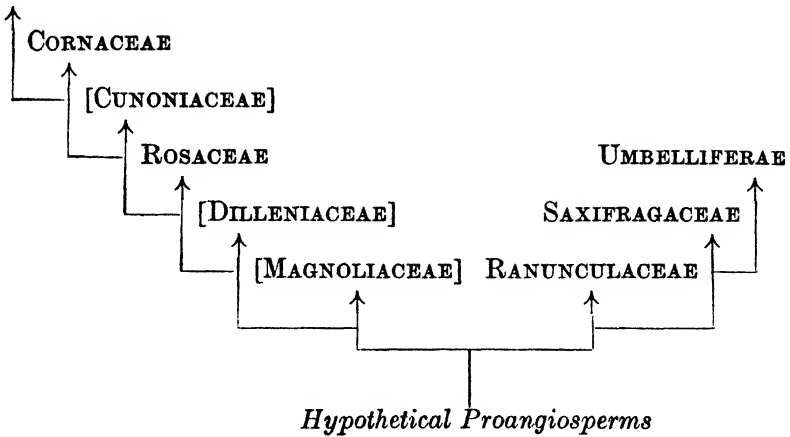 CORNACEAE
[CUNONIACEAE]
ROSACEAE UMBELLIFERAE
[DILLENIACEAE] SAXIFRAGACEAE
[MAGNOLIACEAE] RANUNCULACEAE
Hypothetical Proangiosperms